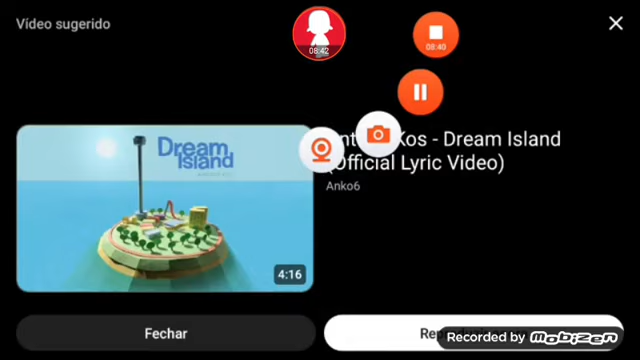 Vídeo sugerido
08:42
08:40
Dream
Island
4:16
Kos - Dream Island
(Official Lyric Video)
Anko6
Fechar
Recorded by MOBIZEN